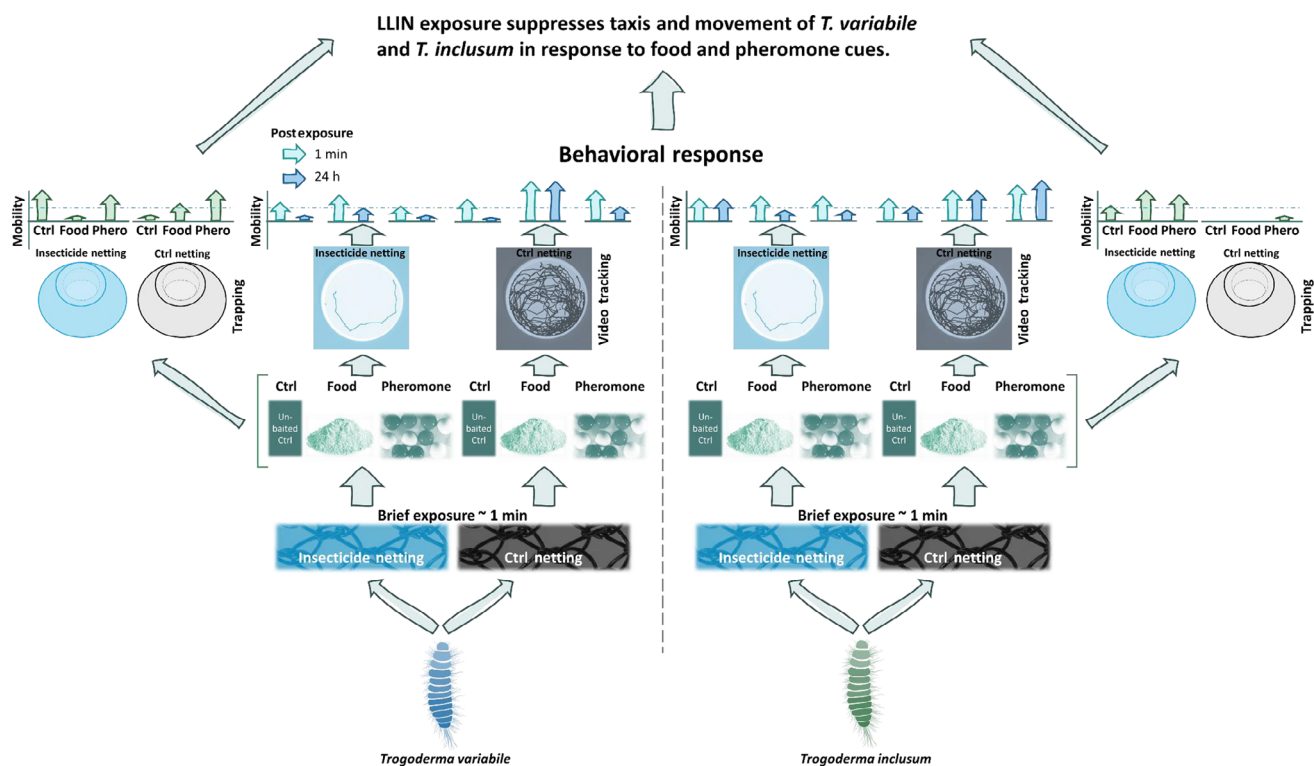 LLIN exposure suppresses taxis and movement of T. variabile
and T. inclusum in response to food and pheromone cues.
Post exposure
1 min
24 h
Behavioral response
Mobility
Ctrl Food Phero
Ctrl Food Phero
Insecticide netting
Ctrl netting
Trapping
Mobility
Insecticide netting
Ctrl netting
Video tracking
Mobility
Insecticide netting
Ctrl netting
Video tracking
Mobility
Ctrl Food Phero
Ctrl Food Phero
Insecticide netting
Ctrl netting
Trapping
Ctrl Food Pheromone Ctrl Food Pheromone
Un-
baited
Ctrl
Un-
baited
Ctrl
Ctrl Food Pheromone Ctrl Food Pheromone
Un-
baited
Ctrl
Un-
baited
Ctrl
Brief exposure ~ 1 min
Insecticide netting
Ctrl netting
Brief exposure ~ 1 min
Insecticide netting
Ctrl netting
Trogoderma variabile
Trogoderma inclusum